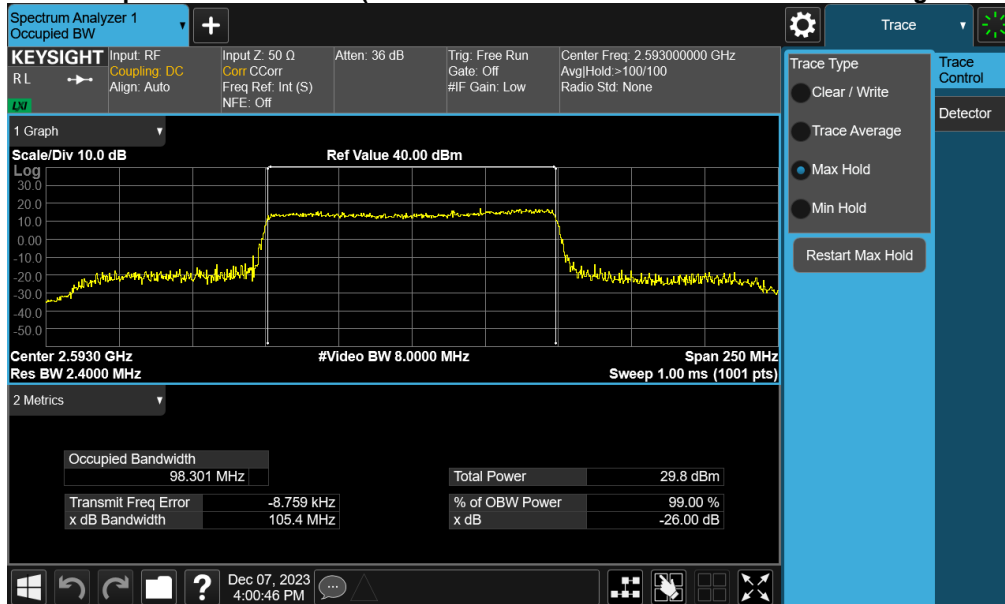 Spectrum Analyzer 1
Occupied BW
Trace
KEYSIGHT
R L
LXI
Input: RF
Coupling: DC
Align: Auto
Input Z: 50 Ω
Corr CCorr
Freq Ref: Int (S)
NFE: Off
Atten: 36 dB
Trig: Free Run
Gate: Off
#IF Gain: Low
Center Freq: 2.593000000 GHz
Avg|Hold:>100/100
Radio Std: None
1 Graph
Scale/Div 10.0 dB
Ref Value 40.00 dBm
Log
30.0
20.0
10.0
0.00
-10.0
-20.0
-30.0
-40.0
-50.0
Center 2.5930 GHz
#Video BW 8.0000 MHz
Span 250 MHz
Res BW 2.4000 MHz
Sweep 1.00 ms (1001 pts)
2 Metrics
Occupied Bandwidth
98.301 MHz
Total Power 29.8 dBm
Transmit Freq Error -8.759 kHz
% of OBW Power 99.00 %
x dB Bandwidth 105.4 MHz
x dB -26.00 dB
Trace Type
Clear / Write
Trace Average
Max Hold
Min Hold
Restart Max Hold
Trace
Control
Detector
?
Dec 07, 2023
4:00:46 PM